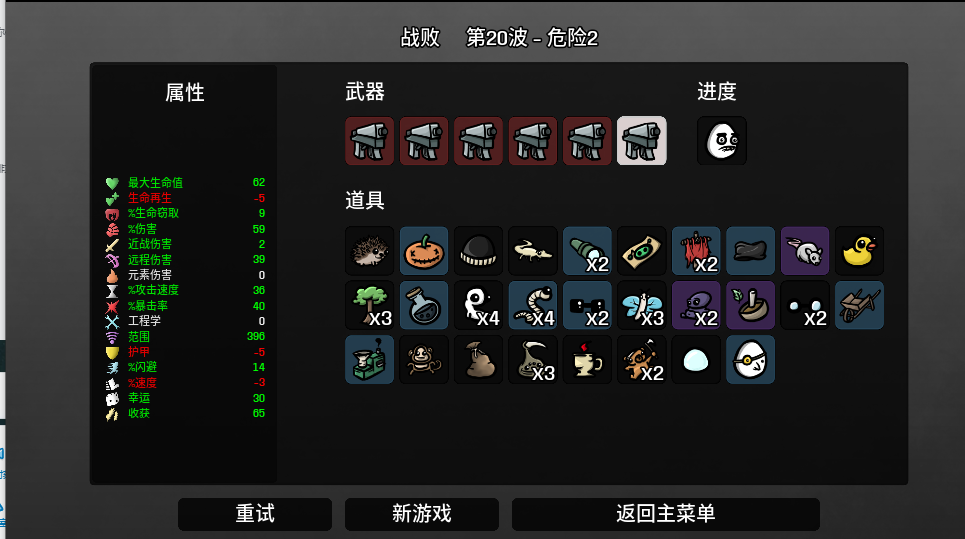 战败 第20波 - 危险2
属性
武器
进度
道具
最大生命值 62
生命再生 -5
%生命窃取 9
%伤害 59
近战伤害 2
远程伤害 39
元素伤害 0
%攻击速度 36
%暴击率 40
工程学 0
范围 396
护甲 -5
%闪避 14
%速度 -3
幸运 30
收获 65
x2 x2
x3 x4 x4 x2 x3 x2 x2
x3 x2
重试
新游戏
返回主菜单